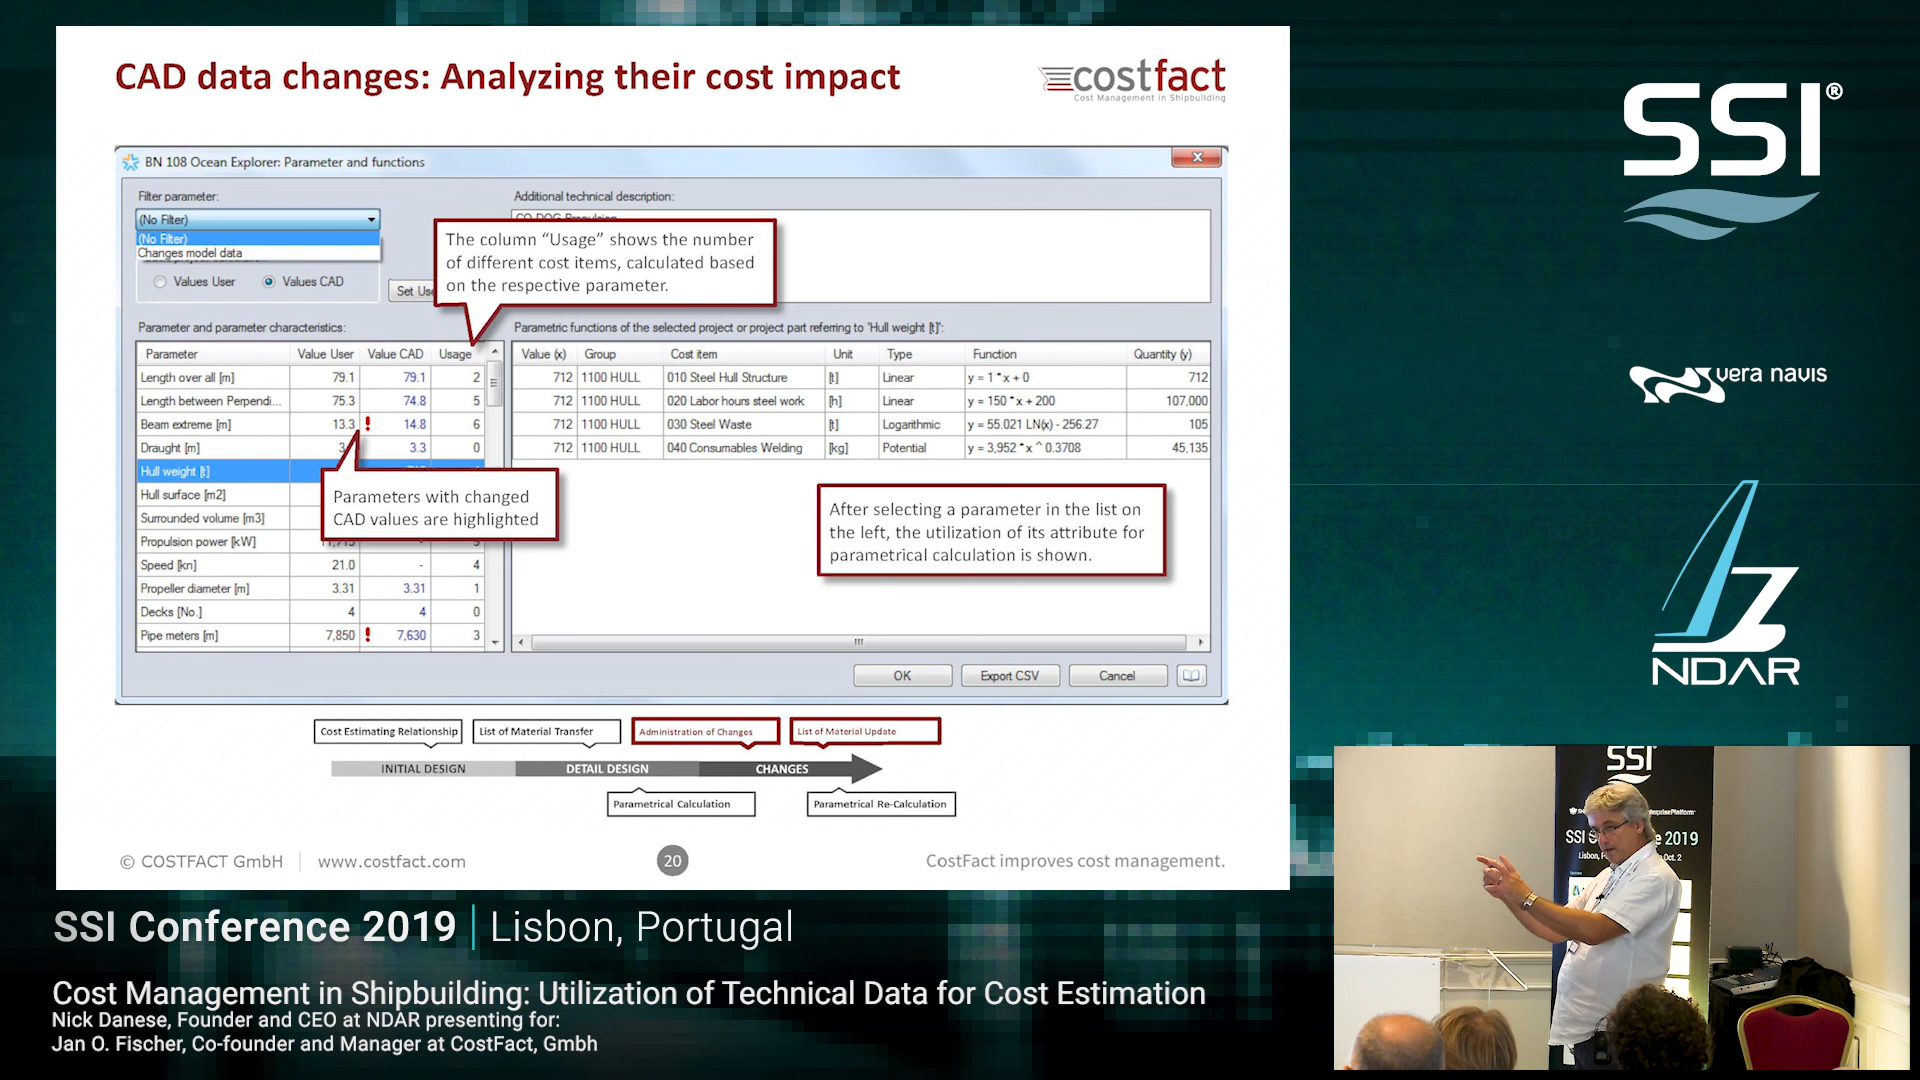 CAD data changes: Analyzing their cost impact
costfact
Cost Management in Shipbuilding
BN 108 Ocean Explorer: Parameter and functions
Filter parameter:
(No Filter)
(No Filter)
Changes model data
Values User
Values CAD
Additional technical description:
CO-DOG Propulsion
The column “Usage” shows the number
of different cost items, calculated based
on the respective parameter.
Parameter and parameter characteristics:
Parametric functions of the selected project or project part referring to 'Hull weight [t]':
Parameter Value User Value CAD Usage
Length over all [m] 79.1 79.1 2
Length between Perpendi... 75.3 74.8 5
Beam extreme [m] 13.3 ! 14.8 6
Draught [m] 3.3 0
Hull weight [t]
Hull surface [m2]
Surrounded volume [m3]
Propulsion power [kW] -
Speed [kn] 21.0 - 4
Propeller diameter [m] 3.31 3.31 1
Decks [No.] 4 4 0
Pipe meters [m] 7,850 ! 7,630 3
Value (x) Group Cost item Unit Type Function Quantity (y)
712 1100 HULL 010 Steel Hull Structure [t] Linear y = 1 * x + 0 712
712 1100 HULL 020 Labor hours steel work [h] Linear y = 150 * x + 200 107,000
712 1100 HULL 030 Steel Waste [t] Logarithmic y = 55.021 LN(x) - 256.27 105
712 1100 HULL 040 Consumables Welding [kg] Potential y = 3,952 * x ^ 0.3708 45,135
Parameters with changed
CAD values are highlighted
After selecting a parameter in the list on
the left, the utilization of its attribute for
parametrical calculation is shown.
OK
Export CSV
Cancel
Cost Estimating Relationship
List of Material Transfer
Administration of Changes
List of Material Update
INITIAL DESIGN
DETAIL DESIGN
CHANGES
Parametrical Calculation
Parametrical Re-Calculation
© COSTFACT GmbH
www.costfact.com
20
CostFact improves cost management.
SSI®
vera navis
NDAR
SSI
2019
SSI Conference 2019 | Lisbon, Portugal
Cost Management in Shipbuilding: Utilization of Technical Data for Cost Estimation
Nick Danese, Founder and CEO at NDAR presenting for:
Jan O. Fischer, Co-founder and Manager at CostFact, Gmbh